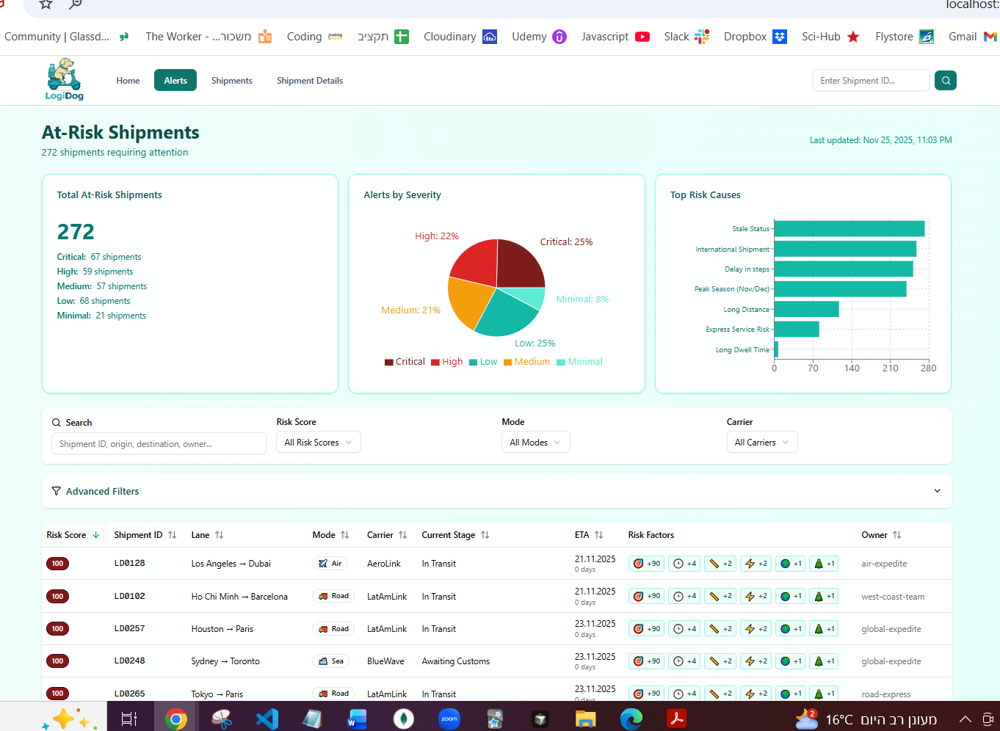 localhost:
Community | Glassd...
The Worker - ...משכור
Coding
תקציב
Cloudinary
Udemy
Javascript
Slack
Dropbox
Sci-Hub
Flystore
Gmail
LogiDog
Home
Alerts
Shipments
Shipment Details
Enter Shipment ID...
At-Risk Shipments
272 shipments requiring attention
Last updated: Nov 25, 2025, 11:03 PM
Total At-Risk Shipments
272
Critical: 67 shipments
High: 59 shipments
Medium: 57 shipments
Low: 68 shipments
Minimal: 21 shipments
Alerts by Severity
High: 22%
Critical: 25%
Minimal: 8%
Medium: 21%
Low: 25%
Critical High Low Medium Minimal
Top Risk Causes
Stale Status
International Shipment
Delay in steps
Peak Season (Nov/Dec)
Long Distance
Express Service Risk
Long Dwell Time
0 70 140 210 280
Search
Shipment ID, origin, destination, owner...
Risk Score
All Risk Scores
Mode
All Modes
Carrier
All Carriers
Advanced Filters
Risk Score Shipment ID Lane Mode Carrier Current Stage ETA Risk Factors Owner
100 LD0128 Los Angeles → Dubai Air AeroLink In Transit 21.11.2025 +90 +4 +2 +2 +1 +1 air-expedite
0 days
100 LD0102 Ho Chi Minh → Barcelona Road LatAmLink In Transit 21.11.2025 +90 +4 +2 +2 +1 +1 west-coast-team
0 days
100 LD0257 Houston → Paris Road LatAmLink In Transit 23.11.2025 +90 +4 +2 +2 +1 +1 global-expedite
0 days
100 LD0248 Sydney → Toronto Sea BlueWave Awaiting Customs 23.11.2025 +90 +4 +2 +2 +1 +1 global-expedite
0 days
100 LD0265 Tokyo → Paris Road LatAmLink In Transit 23.11.2025 +90 +4 +2 +2 +1 +1 road-express
0 days
zoom
2
16°C מעונן רב היום